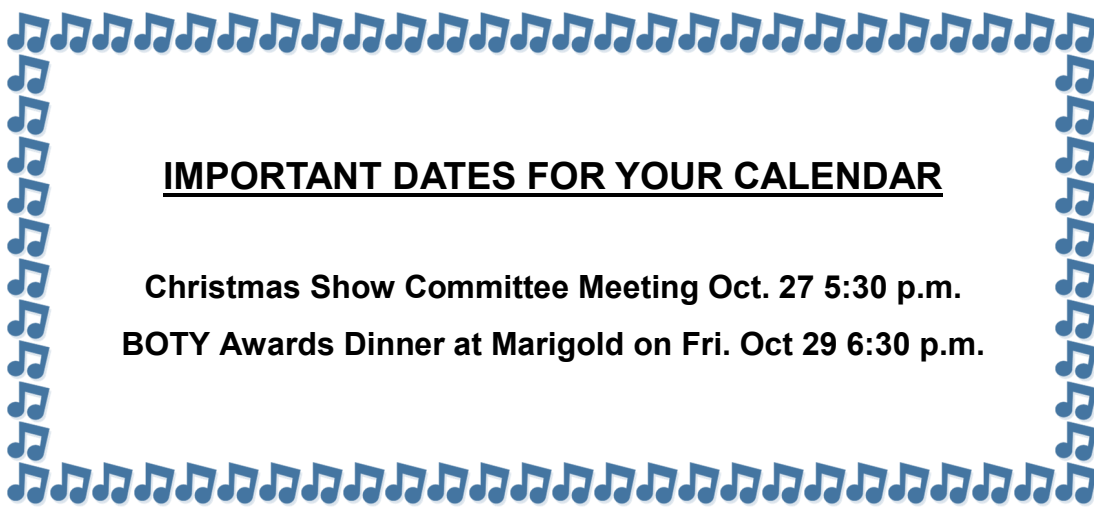 IMPORTANT DATES FOR YOUR CALENDAR
Christmas Show Committee Meeting Oct. 27 5:30 p.m.
BOTY Awards Dinner at Marigold on Fri. Oct 29 6:30 p.m.